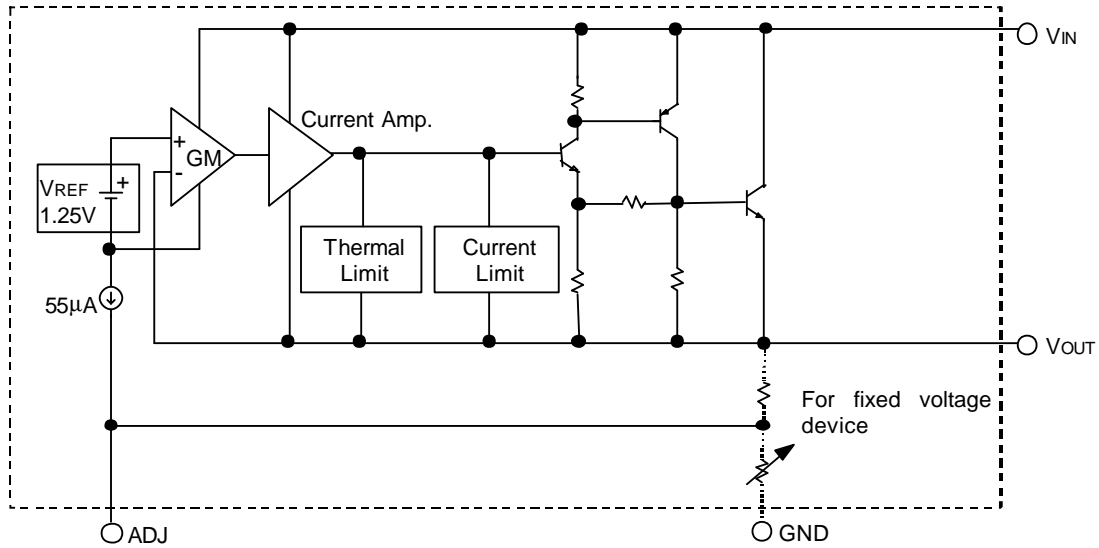 VIN
Current Amp.
+
GM
-
+
VREF
1.25V
Thermal
Limit
Current
Limit
55μA
VOUT
For fixed voltage
device
ADJ
GND